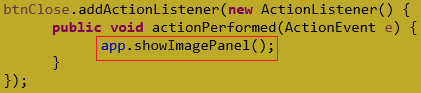 btnClose.addActionListener(new ActionListener() {
public void actionPerformed(ActionEvent e) {
app.showImagePanel();
}
});